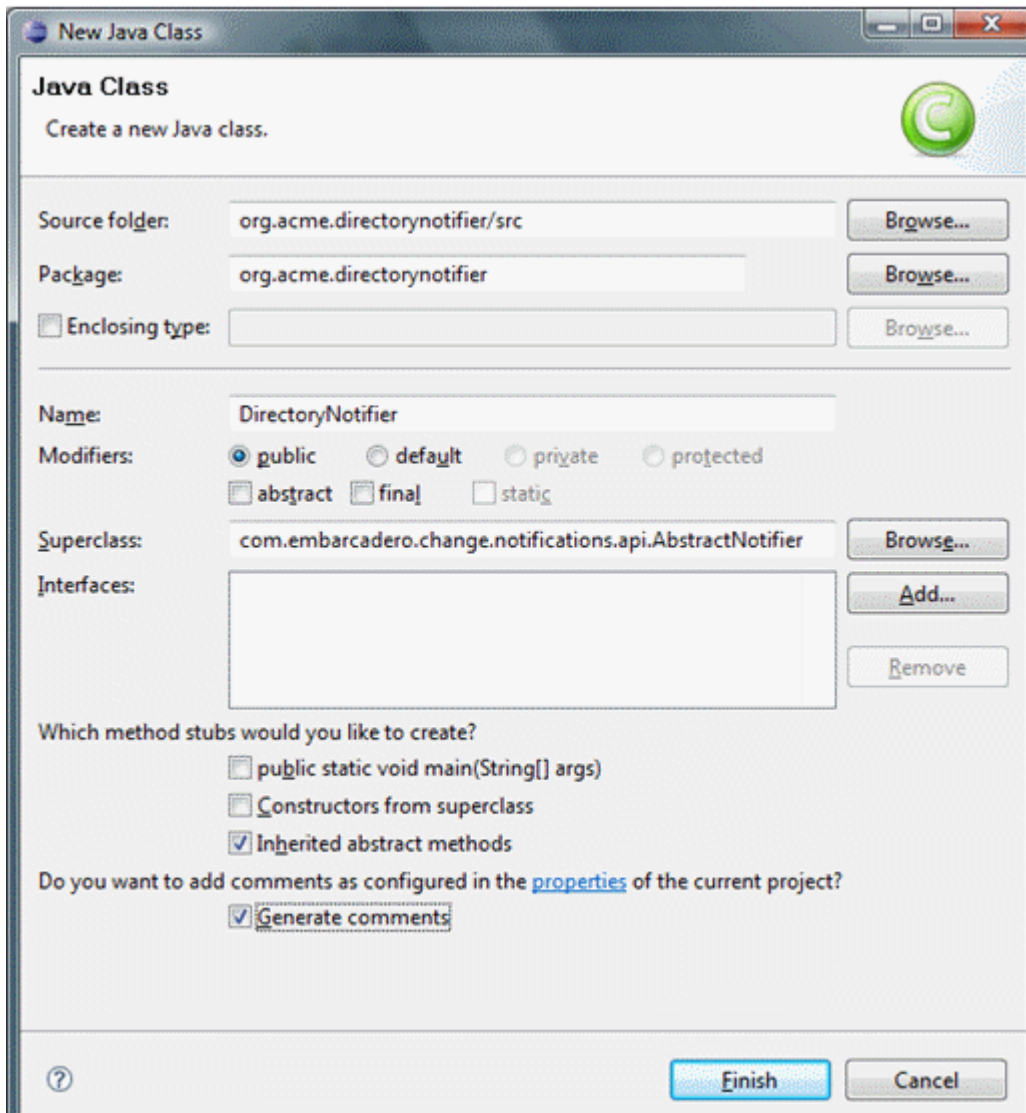 New Java Class
Java Class
Create a new Java class.
C
Source folder: org.acme.directorynotifier/src Browse...
Package: org.acme.directorynotifier Browse...
Enclosing type: Browse...
Name: DirectoryNotifier
Modifiers: public default private protected
abstract final static
Superclass: com.embarcadero.change.notifications.api.AbstractNotifier Browse...
Interfaces: Add...
Remove
Which method stubs would you like to create?
public static void main(String[] args)
Constructors from superclass
Inherited abstract methods
Do you want to add comments as configured in the properties of the current project?
Generate comments
? Finish Cancel